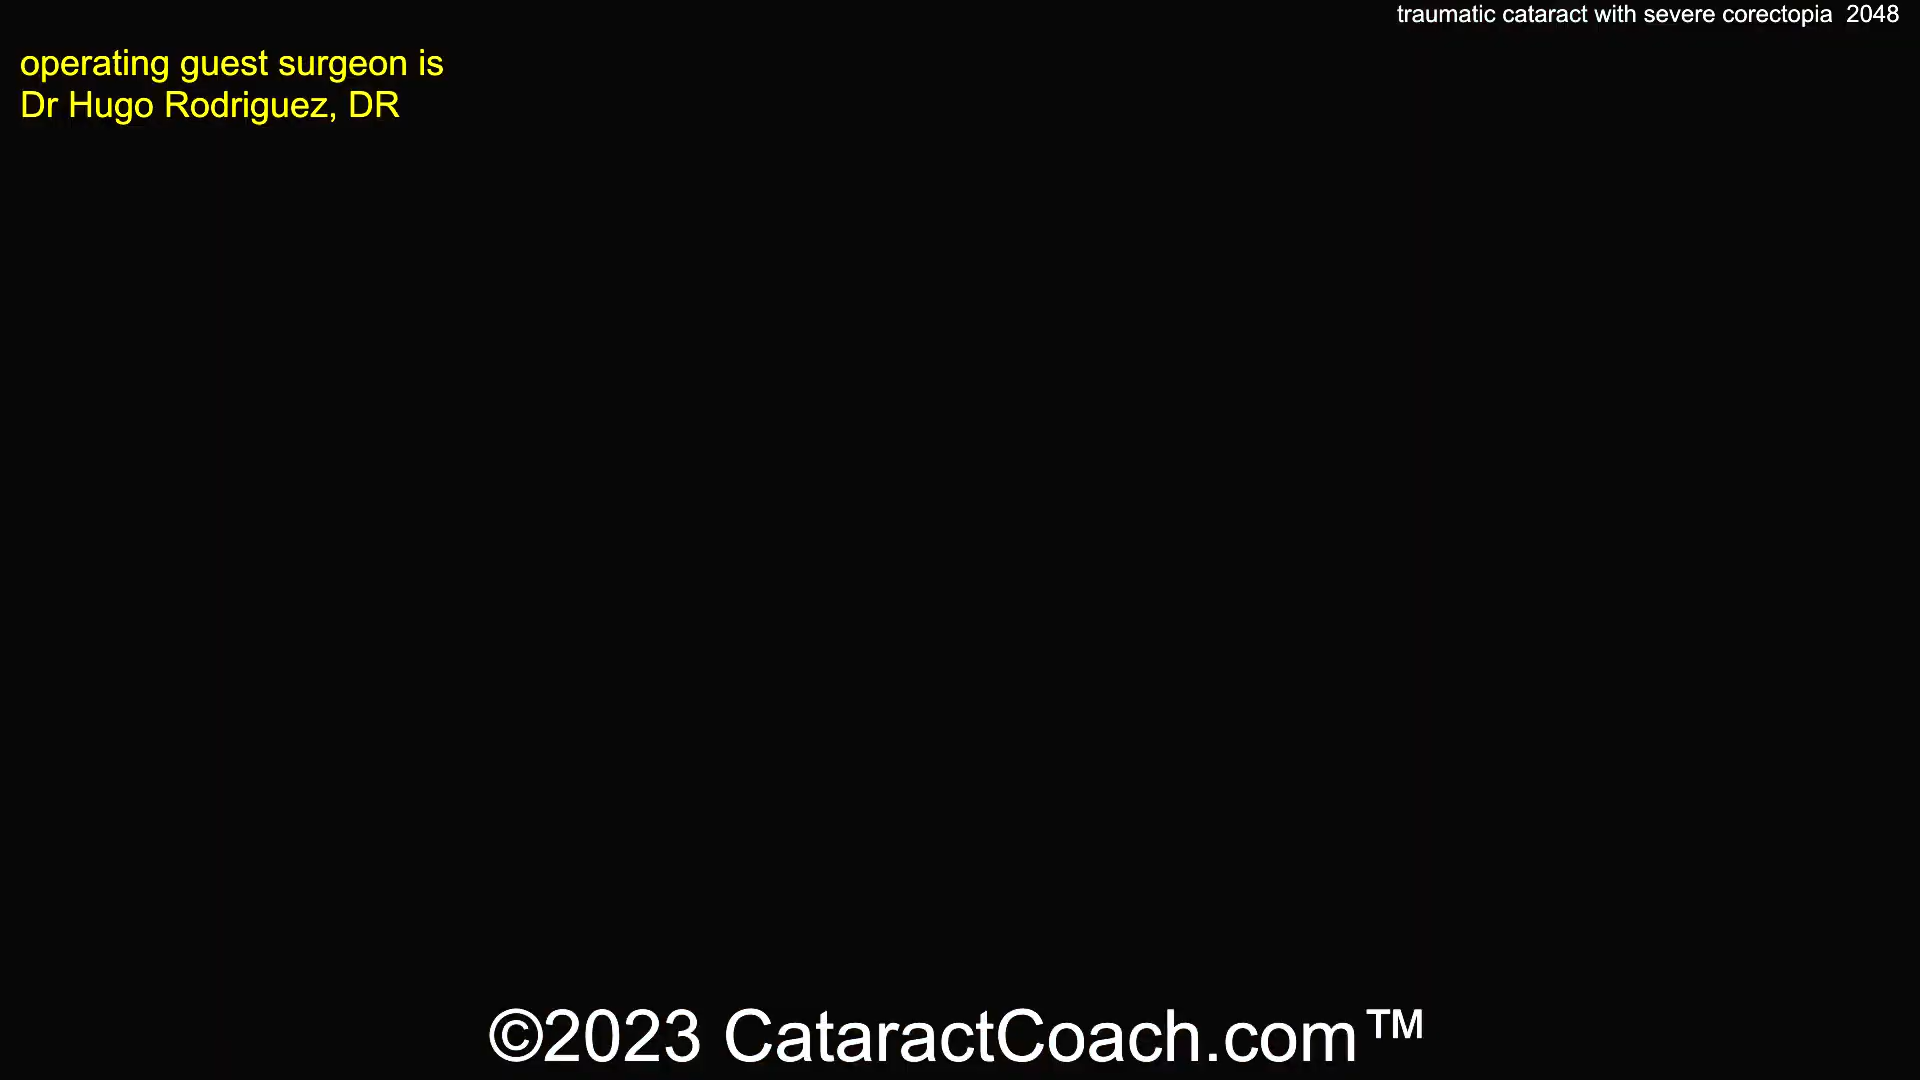 traumatic cataract with severe corectopia  2048
operating guest surgeon is
Dr Hugo Rodriguez, DR
©2023 CataractCoach.com™